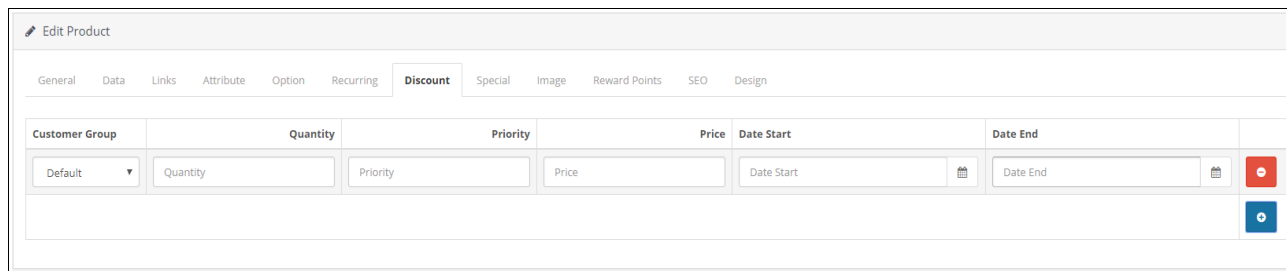 Edit Product
General Data Links Attribute Option Recurring Discount Special Image Reward Points SEO Design
Customer Group Quantity Priority Price Date Start Date End
Default Quantity Priority Price Date Start Date End